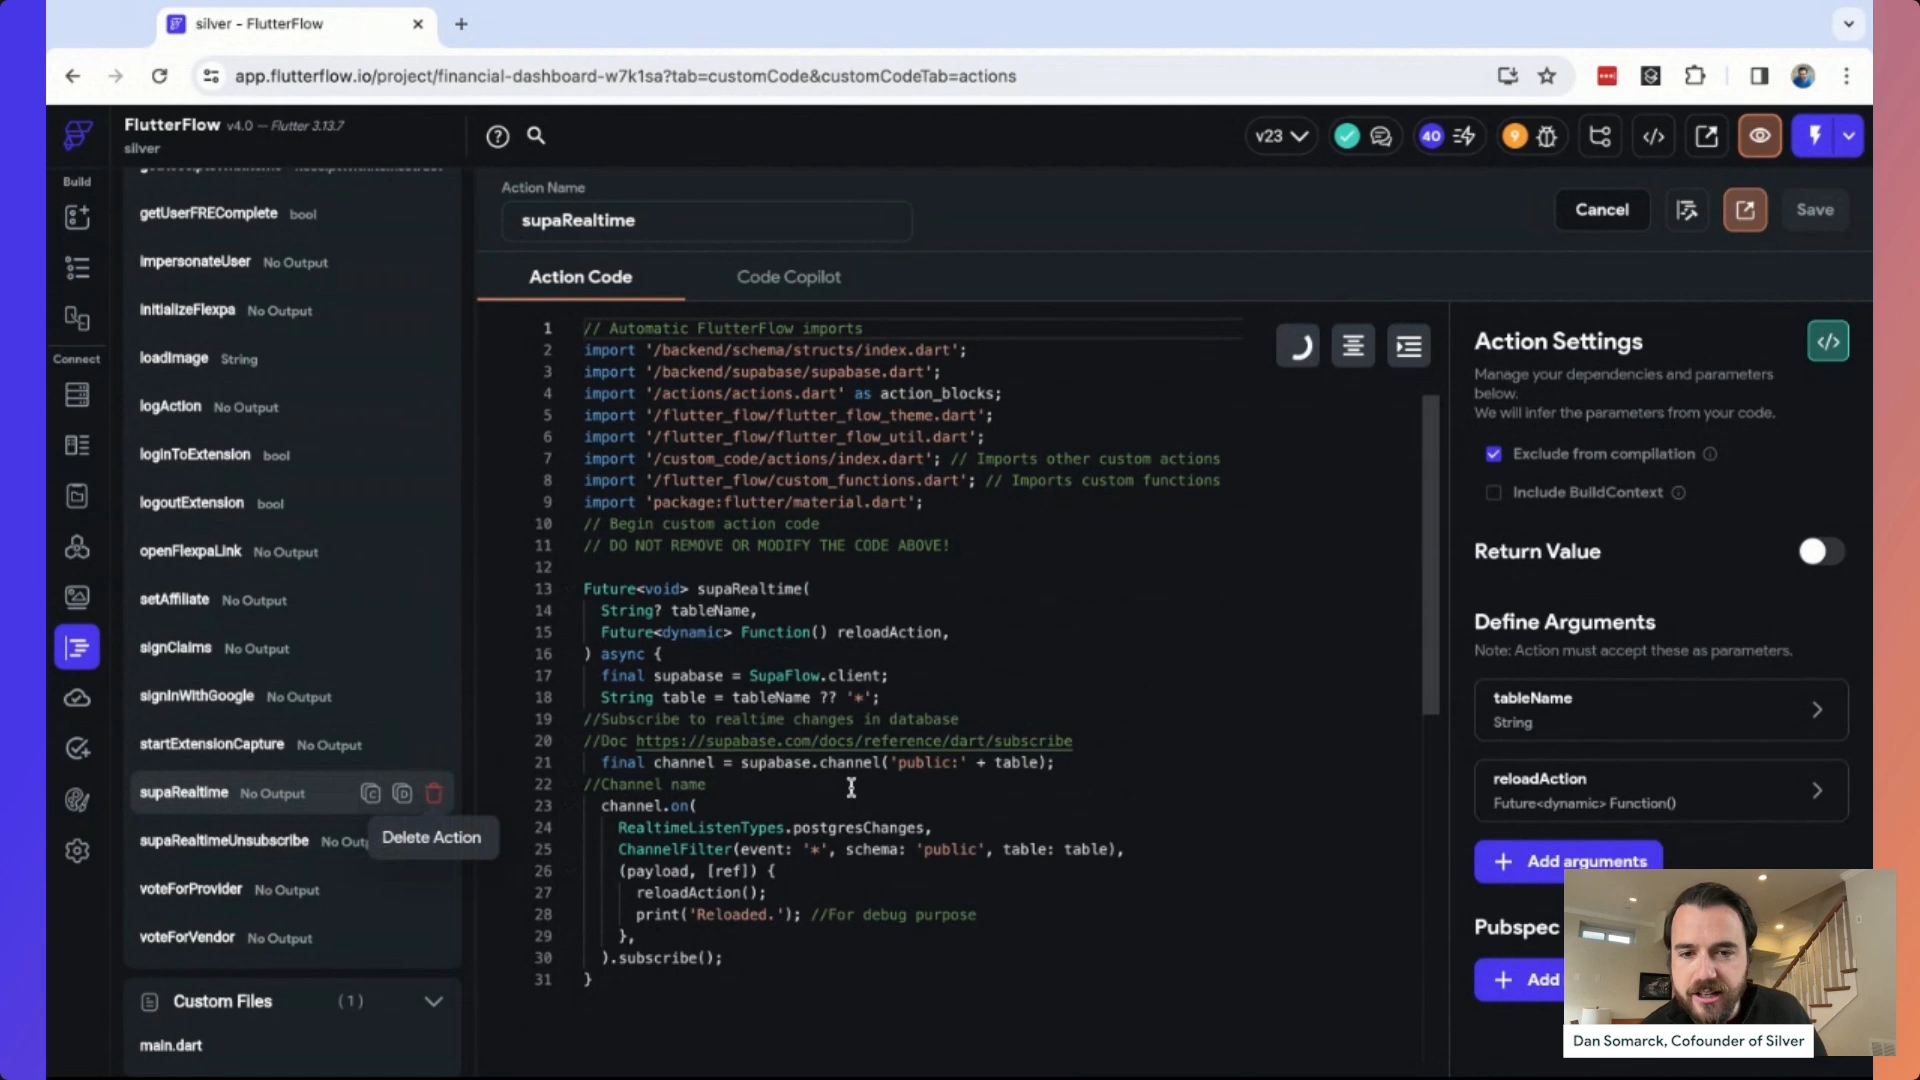 silver - FlutterFlow
app.flutterflow.io/project/financial-dashboard-w7k1sa?tab=customCode&customCodeTab=actions
FlutterFlow v4.0 — Flutter 3.13.7
silver
v23
40
9
Build
Connect
getUserFREComplete bool
impersonateUser No Output
initializeFlexpa No Output
loadImage String
logAction No Output
loginToExtension bool
logoutExtension bool
openFlexpaLink No Output
setAffiliate No Output
signClaims No Output
signInWithGoogle No Output
startExtensionCapture No Output
supaRealtime No Output
supaRealtimeUnsubscribe No Outp
Delete Action
voteForProvider No Output
voteForVendor No Output
Custom Files (1)
main.dart
Action Name
supaRealtime
Cancel
Save
Action Code
Code Copilot
1 // Automatic FlutterFlow imports
2 import '/backend/schema/structs/index.dart';
3 import '/backend/supabase/supabase.dart';
4 import '/actions/actions.dart' as action_blocks;
5 import '/flutter_flow/flutter_flow_theme.dart';
6 import '/flutter_flow/flutter_flow_util.dart';
7 import '/custom_code/actions/index.dart'; // Imports other custom actions
8 import '/flutter_flow/custom_functions.dart'; // Imports custom functions
9 import 'package:flutter/material.dart';
10 // Begin custom action code
11 // DO NOT REMOVE OR MODIFY THE CODE ABOVE!
12
13 Future<void> supaRealtime(
14 String? tableName,
15 Future<dynamic> Function() reloadAction,
16 ) async {
17 final supabase = SupaFlow.client;
18 String table = tableName ?? '*';
19 //Subscribe to realtime changes in database
20 //Doc https://supabase.com/docs/reference/dart/subscribe
21 final channel = supabase.channel('public:' + table);
22 //Channel name
23 channel.on(
24 RealtimeListenTypes.postgresChanges,
25 ChannelFilter(event: '*', schema: 'public', table: table),
26 (payload, [ref]) {
27 reloadAction();
28 print('Reloaded.'); //For debug purpose
29 },
30 ).subscribe();
31 }
Action Settings
Manage your dependencies and parameters
below.
We will infer the parameters from your code.
Exclude from compilation
Include BuildContext
Return Value
Define Arguments
Note: Action must accept these as parameters.
tableName
String
reloadAction
Future<dynamic> Function()
Add arguments
Pubspec
Add
Dan Somarck, Cofounder of Silver